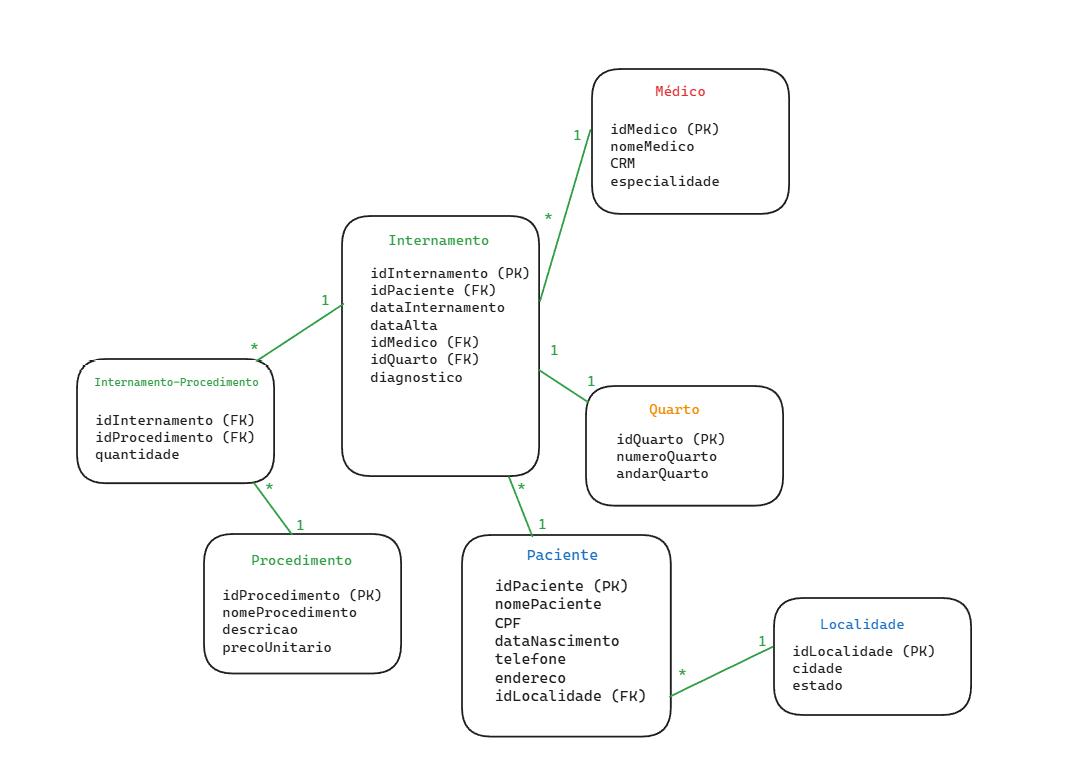 Médico
idMedico (PK)
nomeMedico
CRM
especialidade
1
*
Internamento
idInternamento (PK)
idPaciente (FK)
dataInternamento
dataAlta
idMedico (FK)
idQuarto (FK)
diagnostico
1
*
1
1
Internamento-Procedimento
idInternamento (FK)
idProcedimento (FK)
quantidade
Quarto
idQuarto (PK)
numeroQuarto
andarQuarto
*
1
*
1
Procedimento
idProcedimento (PK)
nomeProcedimento
descricao
precoUnitario
Paciente
idPaciente (PK)
nomePaciente
CPF
dataNascimento
telefone
endereco
idLocalidade (FK)
1
*
Localidade
idLocalidade (PK)
cidade
estado